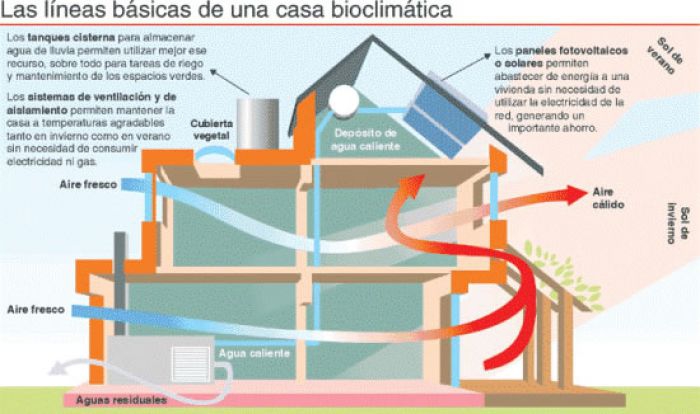 Las líneas básicas de una casa bioclimática
Los tanques cisterna para almacenar
agua de lluvia permiten utilizar mejor ese
recurso, sobre todo para tareas de riego
y mantenimiento de los espacios verdes.
Los sistemas de ventilación y de
aislamiento permiten mantener la
casa a temperaturas agradables
tanto en invierno como en verano
sin necesidad de consumir
electricidad ni gas.
Cubierta
vegetal
Depósito de
agua caliente
Los paneles fotovoltaicos
o solares permiten
abastecer de energía a una
vivienda sin necesidad de
utilizar la electricidad de la
red, generando un
importante ahorro.
Sol de
verano
Aire fresco
Aire
cálido
Sol de
invierno
Aire fresco
Agua caliente
Aguas residuales